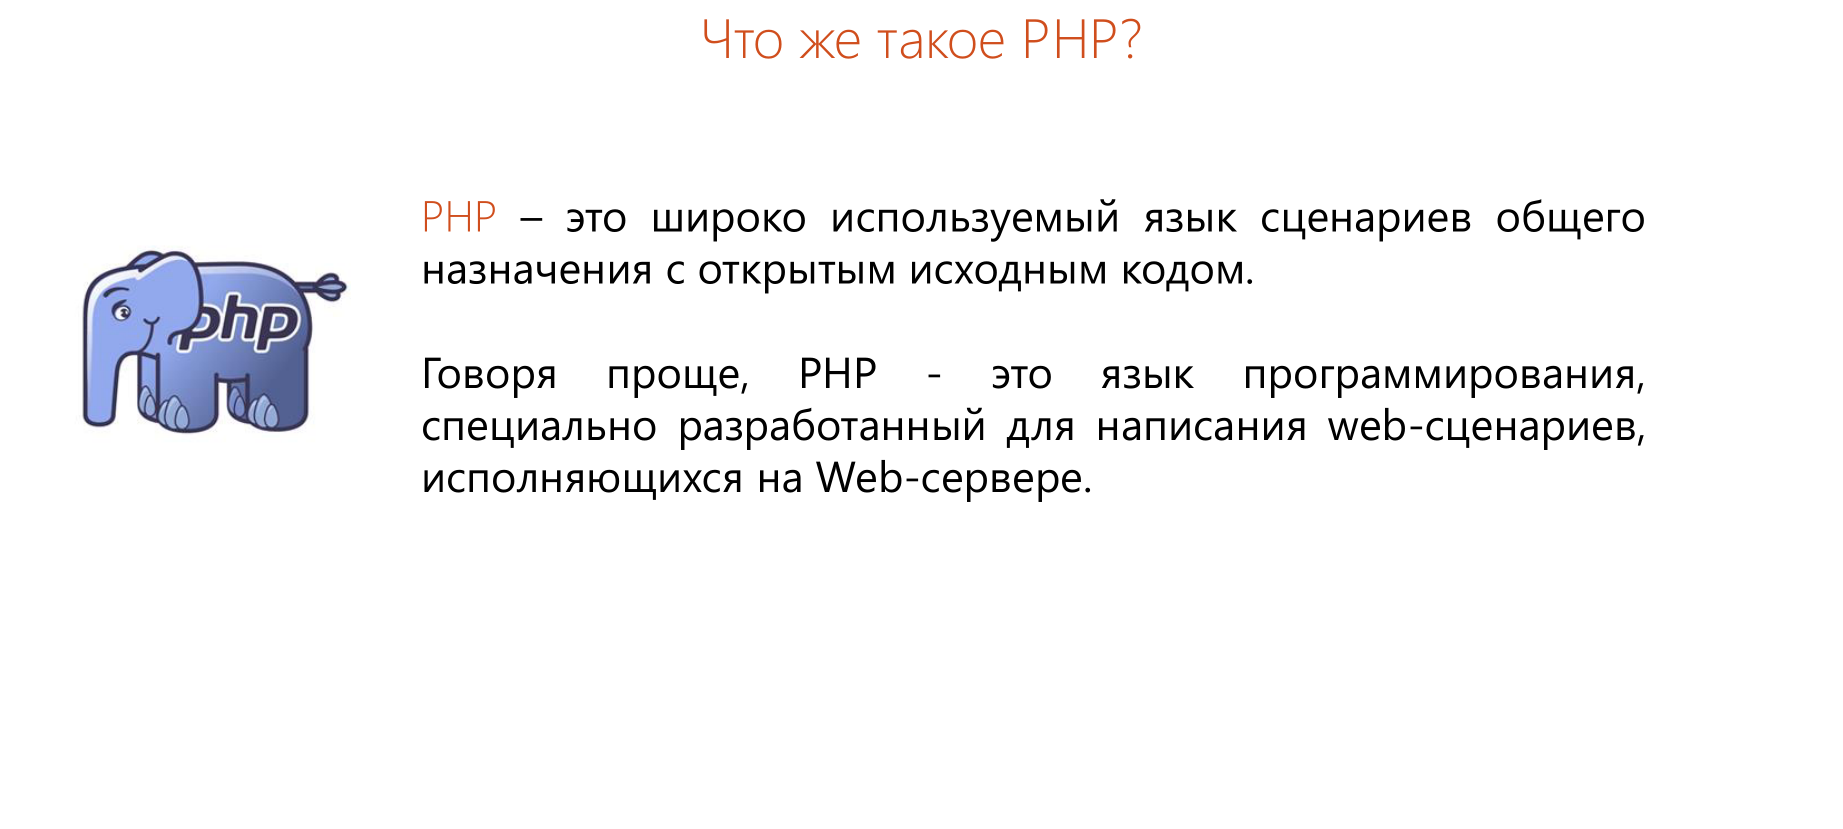 Что же такое PHP?
PHP – это широко используемый язык сценариев общего
назначения с открытым исходным кодом.
php
Говоря проще, PHP - это язык программирования,
специально разработанный для написания web-сценариев,
исполняющихся на Web-сервере.